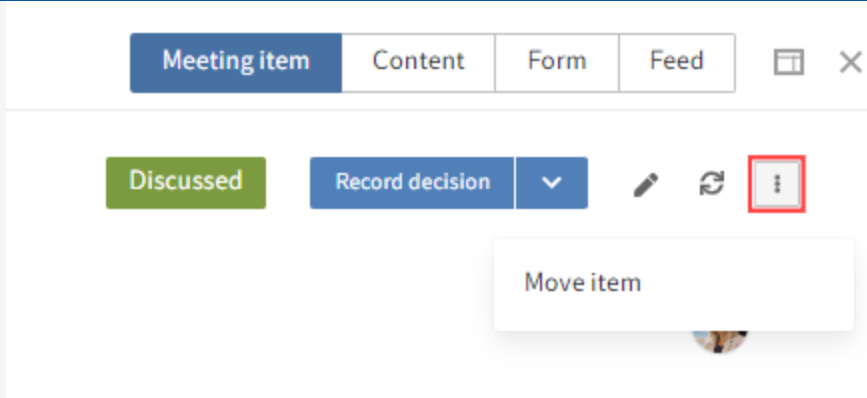 Meeting item Content Form Feed
Discussed Record decision
Move item